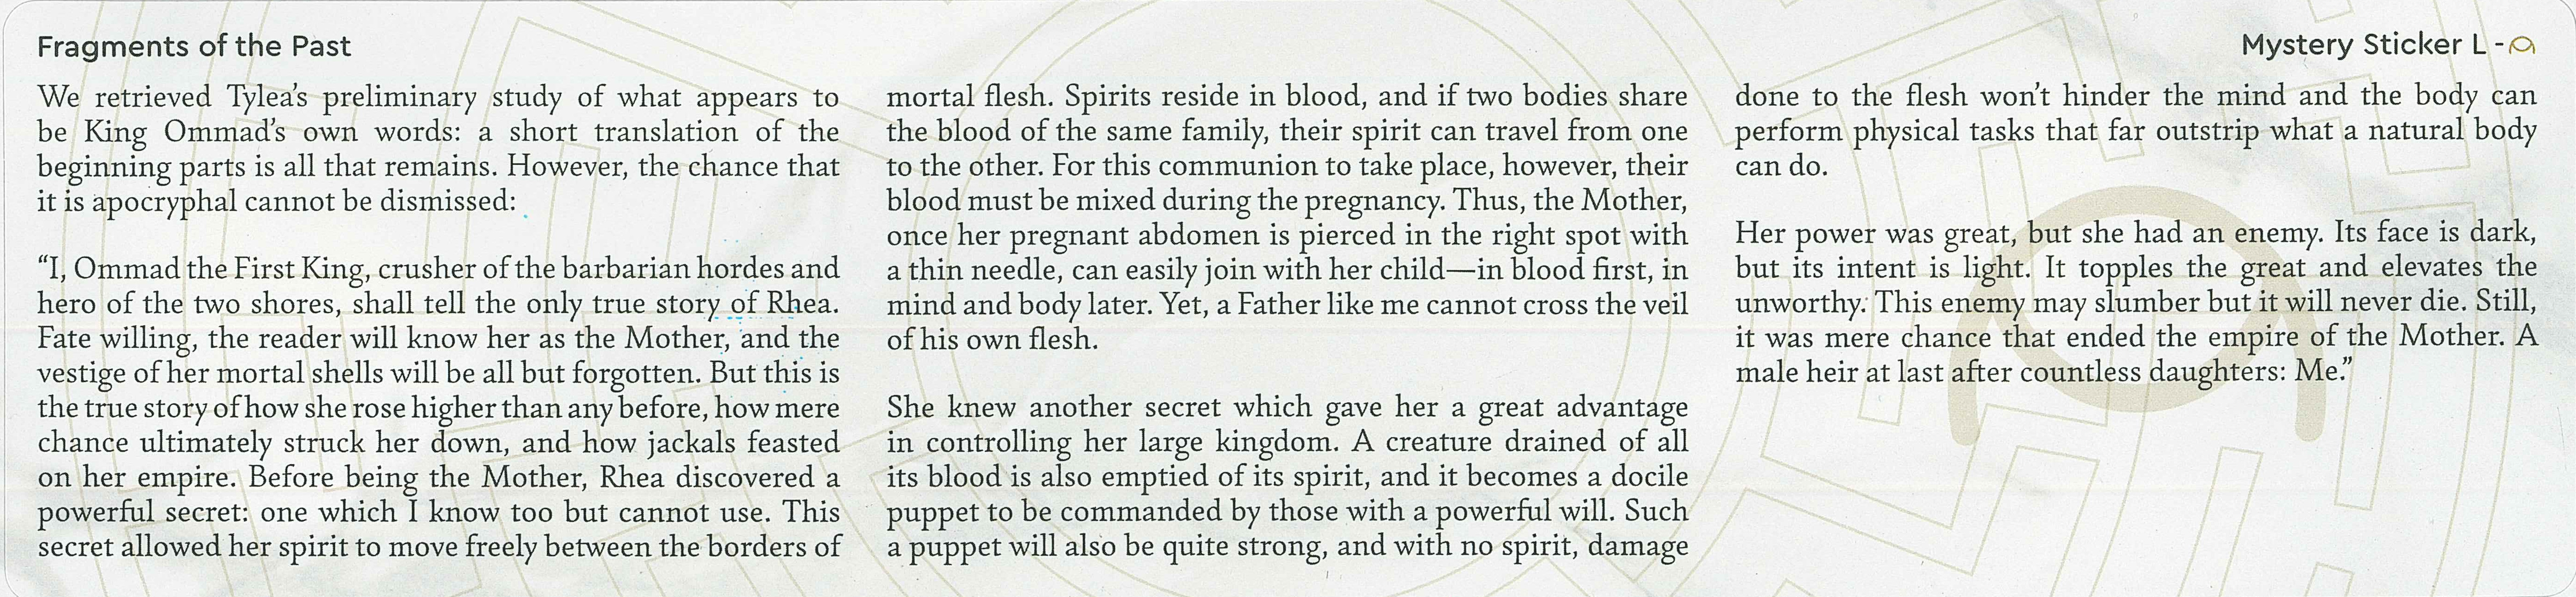 Fragments of the Past
Mystery Sticker L -
We retrieved Tylea’s preliminary study of what appears to
be King Ommad’s own words: a short translation of the
beginning parts is all that remains. However, the chance that
it is apocryphal cannot be dismissed:
“I, Ommad the First King, crusher of the barbarian hordes and
hero of the two shores, shall tell the only true story of Rhea.
Fate willing, the reader will know her as the Mother, and the
vestige of her mortal shells will be all but forgotten. But this is
the true story of how she rose higher than any before, how mere
chance ultimately struck her down, and how jackals feasted
on her empire. Before being the Mother, Rhea discovered a
powerful secret: one which I know too but cannot use. This
secret allowed her spirit to move freely between the borders of
mortal flesh. Spirits reside in blood, and if two bodies share
the blood of the same family, their spirit can travel from one
to the other. For this communion to take place, however, their
blood must be mixed during the pregnancy. Thus, the Mother,
once her pregnant abdomen is pierced in the right spot with
a thin needle, can easily join with her child—in blood first, in
mind and body later. Yet, a Father like me cannot cross the veil
of his own flesh.
She knew another secret which gave her a great advantage
in controlling her large kingdom. A creature drained of all
its blood is also emptied of its spirit, and it becomes a docile
puppet to be commanded by those with a powerful will. Such
a puppet will also be quite strong, and with no spirit, damage
done to the flesh won’t hinder the mind and the body can
perform physical tasks that far outstrip what a natural body
can do.
Her power was great, but she had an enemy. Its face is dark,
but its intent is light. It topples the great and elevates the
unworthy. This enemy may slumber but it will never die. Still,
it was mere chance that ended the empire of the Mother. A
male heir at last after countless daughters: Me.”